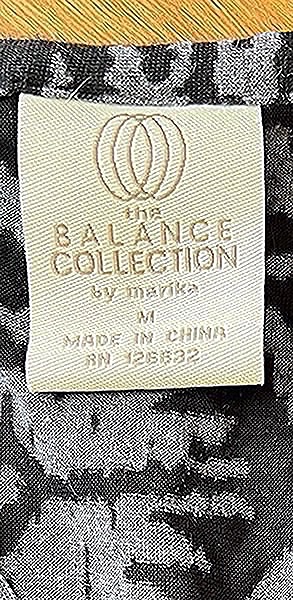 the
BALANCE
COLLECTION
by marika
M
MADE IN CHINA
RN 126832